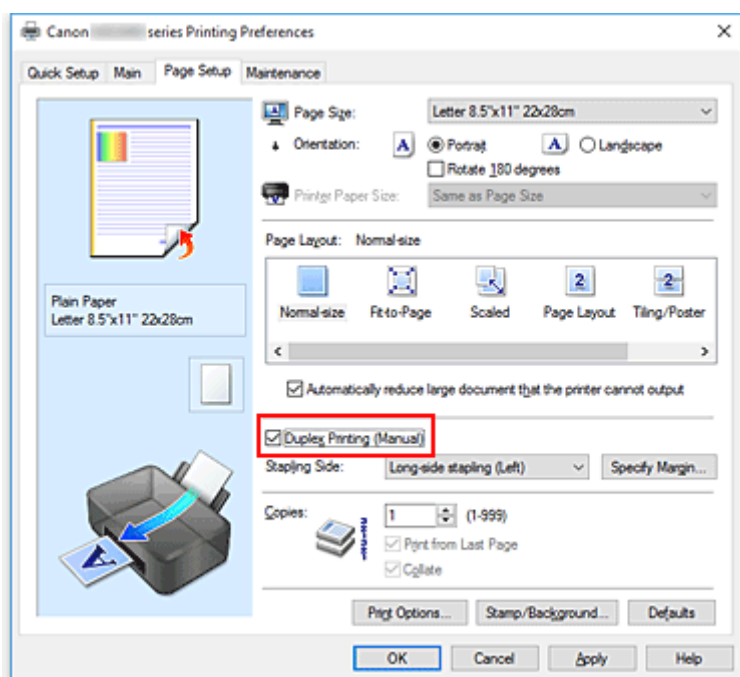 Canon series Printing Preferences
Quick Setup Main Page Setup Maintenance
Page Size: Letter 8.5"x11" 22x28cm
Orientation: A Portrait A Landscape
Rotate 180 degrees
Printer Paper Size: Same as Page Size
Page Layout: Normal-size
2 2
Normal-size Fit-to-Page Scaled Page Layout Tiling/Poster
Plain Paper
Letter 8.5"x11" 22x28cm
Automatically reduce large document that the printer cannot output
Duplex Printing (Manual)
Stapling Side: Long-side stapling (Left) Specify Margin...
Copies: 1 (1-999)
Print from Last Page
Collate
A
Print Options... Stamp/Background... Defaults
OK Cancel Apply Help